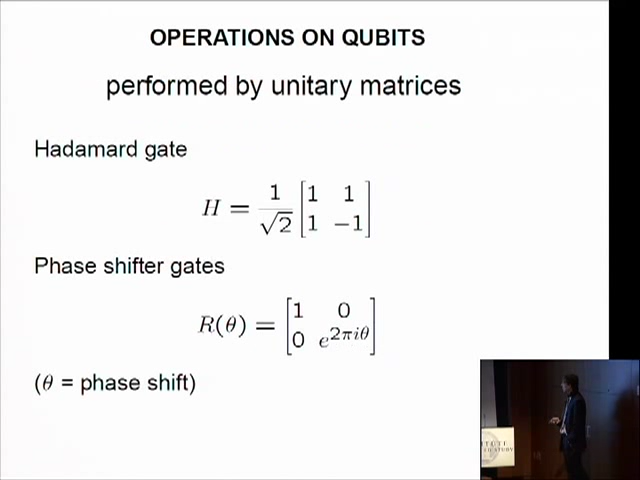 OPERATIONS ON QUBITS
performed by unitary matrices
Hadamard gate
H = 1/√2 [1 1; 1 −1]
Phase shifter gates
R(θ) = [1 0; 0 e^{2πiθ}]
(θ = phase shift)